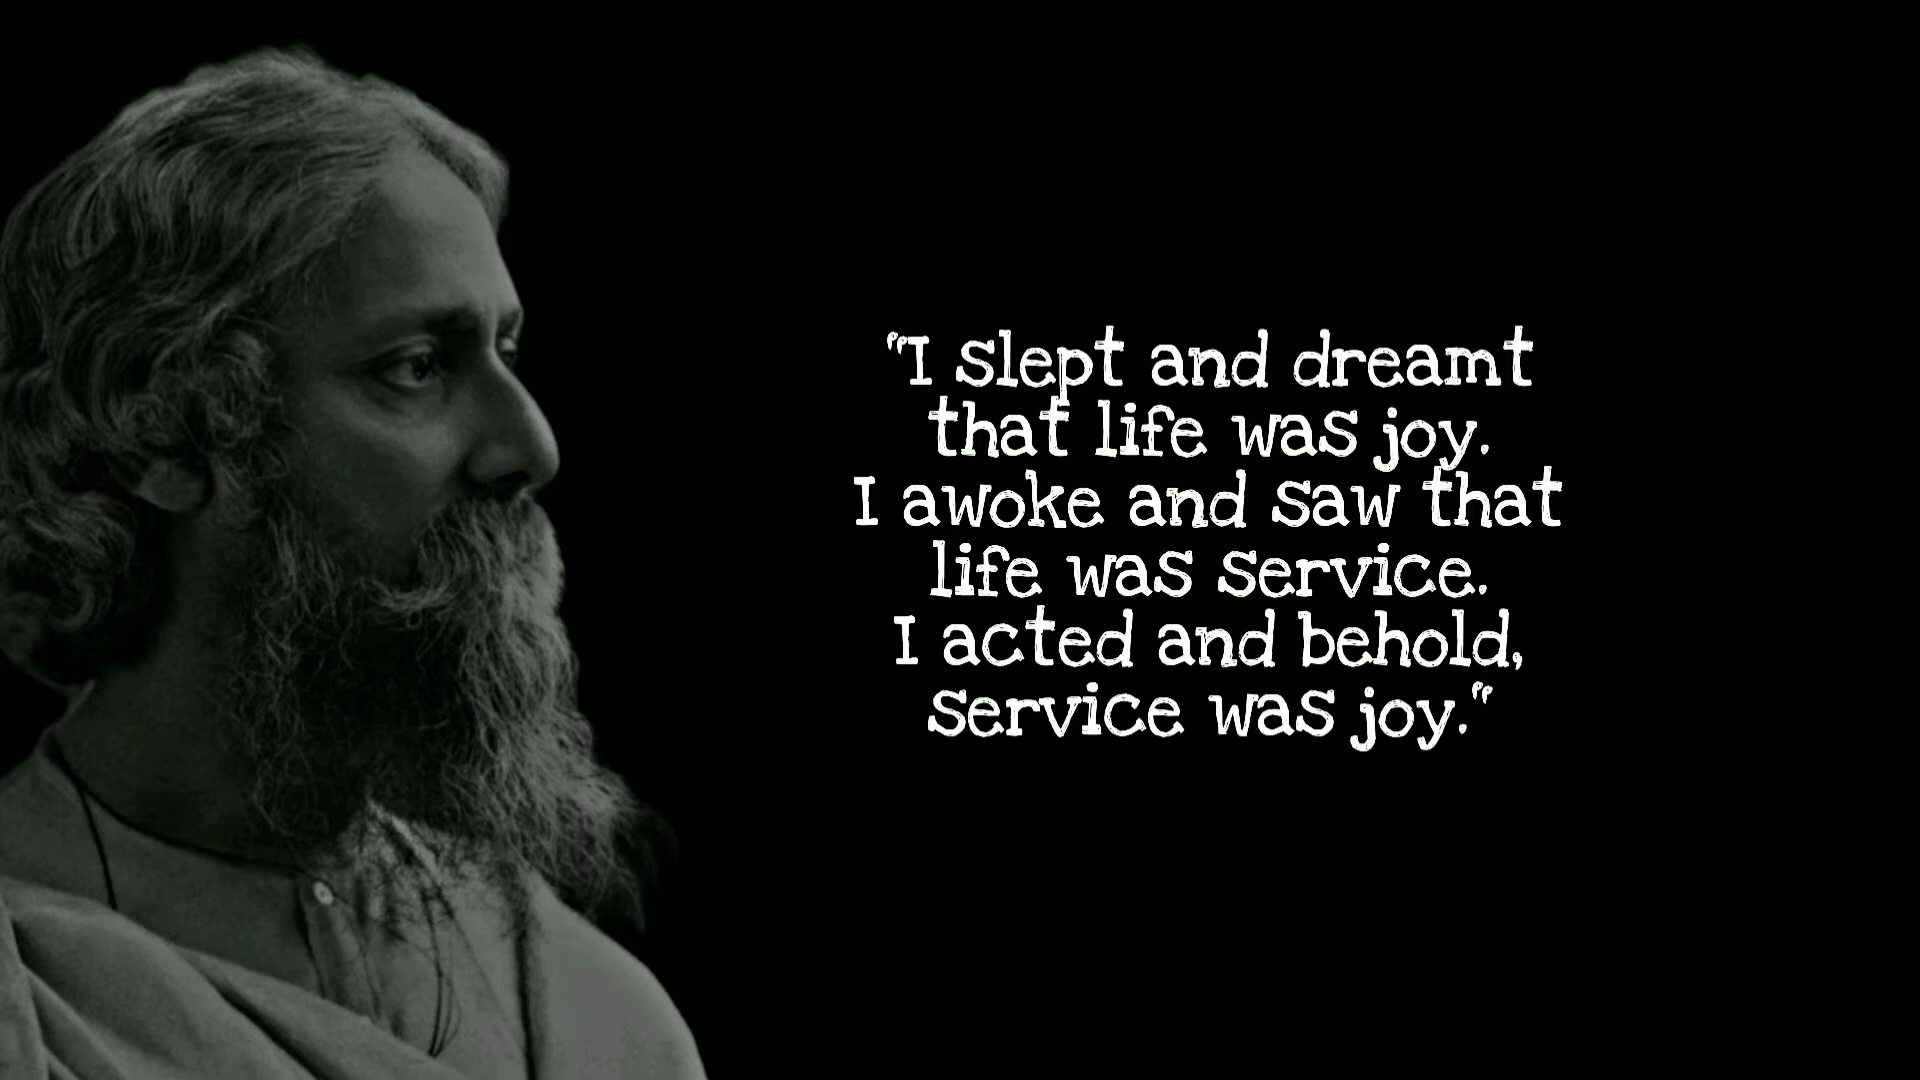 "I slept and dreamt
that life was joy.
I awoke and saw that
life was service.
I acted and behold,
service was joy."